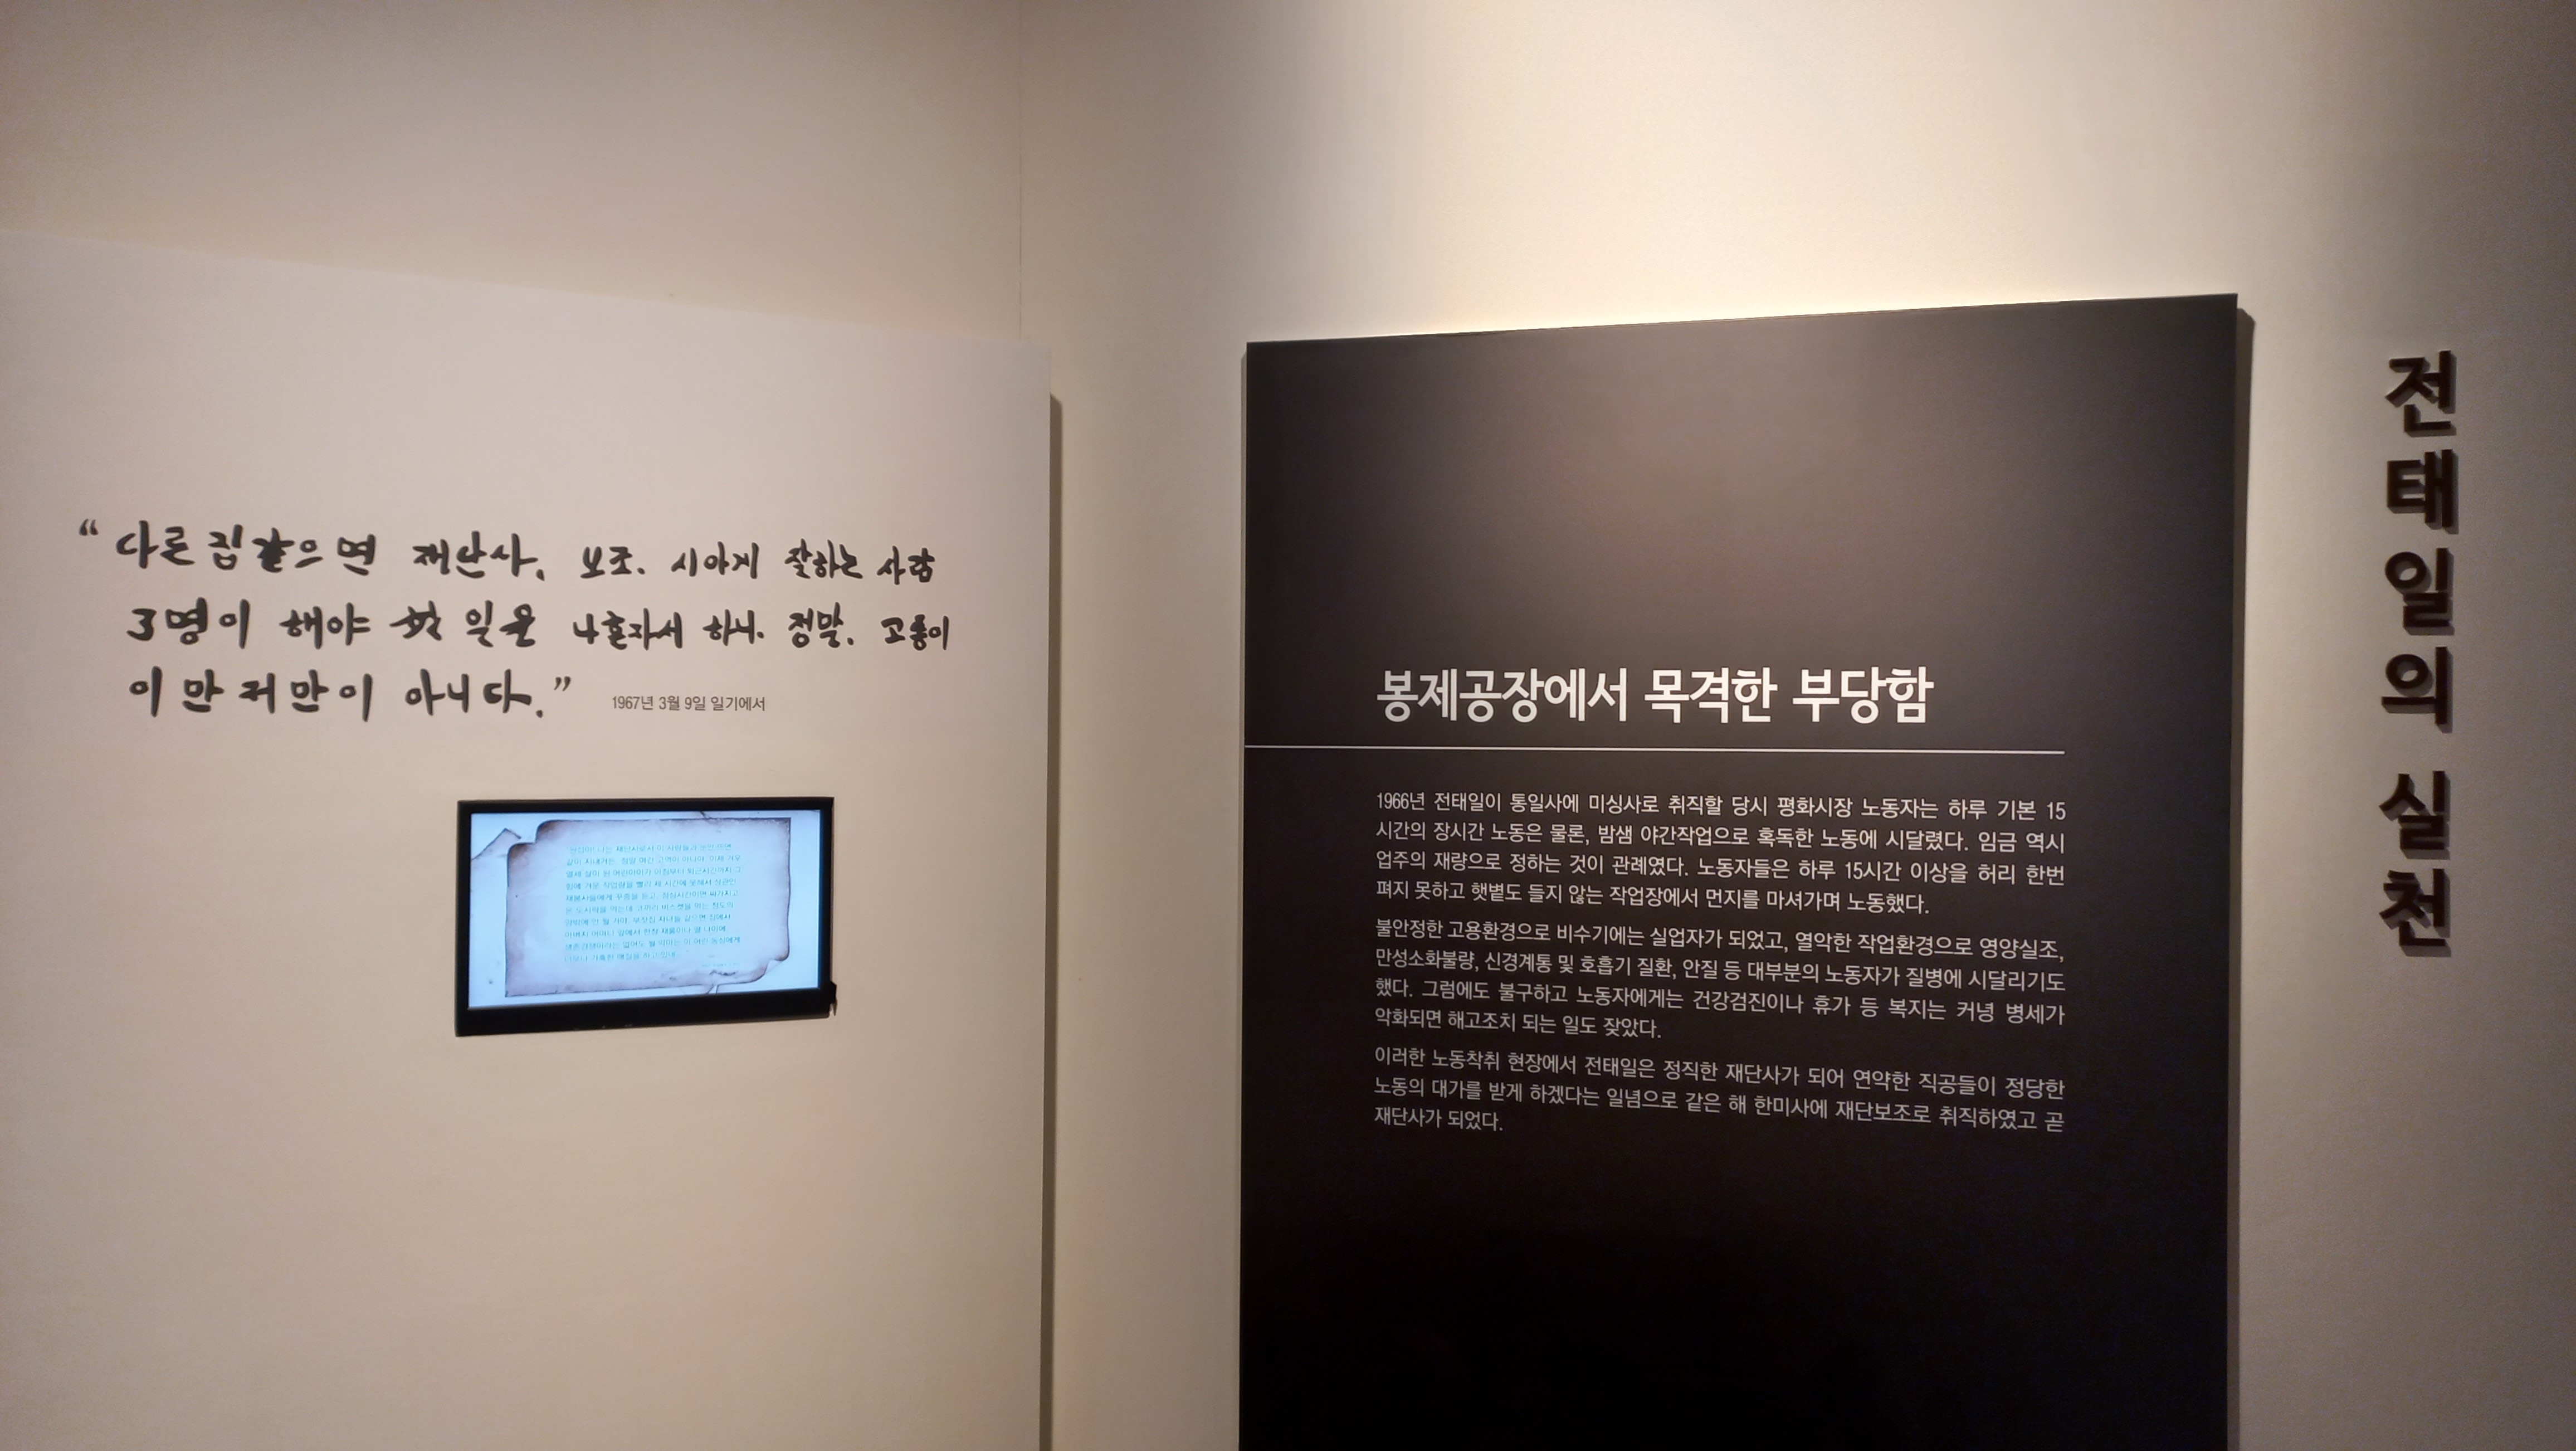 “다른 집 같으면 재단사, 보조, 시아게 잘하는 사람
3명이 해야 할 일을 나 혼자서 하니. 정말. 고롭이
이만저만이 아니다.”
1967년 3월 9일 일기에서
봉제공장에서 목격한 부당함
1966년 전태일이 통일사에 미싱사로 취직할 당시 평화시장 노동자는 하루 기본 15
시간의 장시간 노동은 물론, 밤샘 야간작업으로 혹독한 노동에 시달렸다. 임금 역시
업주의 재량으로 정하는 것이 관례였다. 노동자들은 하루 15시간 이상을 허리 한번
펴지 못하고 햇볕도 들지 않는 작업장에서 먼지를 마셔가며 노동했다.
불안정한 고용환경으로 비수기에는 실업자가 되었고, 열악한 작업환경으로 영양실조,
만성소화불량, 신경계통 및 호흡기 질환, 안질 등 대부분의 노동자가 질병에 시달리기도
했다. 그럼에도 불구하고 노동자에게는 건강검진이나 휴가 등 복지는 커녕 병세가
악화되면 해고조치 되는 일도 잦았다.
이러한 노동착취 현장에서 전태일은 정직한 재단사가 되어 연약한 직공들이 정당한
노동의 대가를 받게 하겠다는 일념으로 같은 해 한미사에 재단보조로 취직하였고 곧
재단사가 되었다.
전태일의 실천